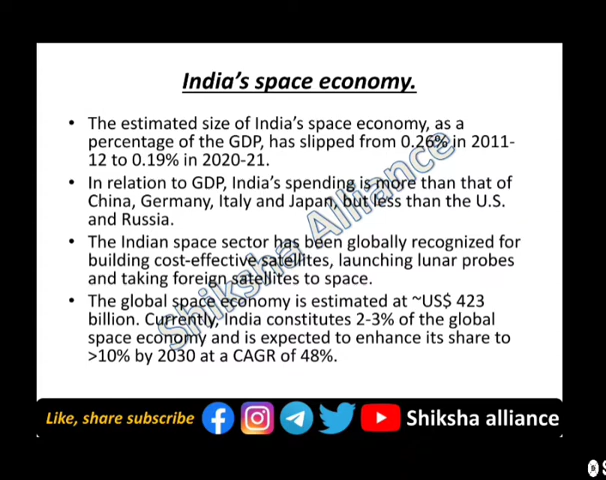 India's space economy.
• The estimated size of India's space economy, as a
percentage of the GDP, has slipped from 0.26% in 2011-
12 to 0.19% in 2020-21.
• In relation to GDP, India's spending is more than that of
China, Germany, Italy and Japan, but less than the U.S.
and Russia.
• The Indian space sector has been globally recognized for
building cost-effective satellites, launching lunar probes
and taking foreign satellites to space.
• The global space economy is estimated at ~US$ 423
billion. Currently, India constitutes 2-3% of the global
space economy and is expected to enhance its share to
>10% by 2030 at a CAGR of 48%.
Shiksha Alliance
Like, share subscribe
Shiksha alliance